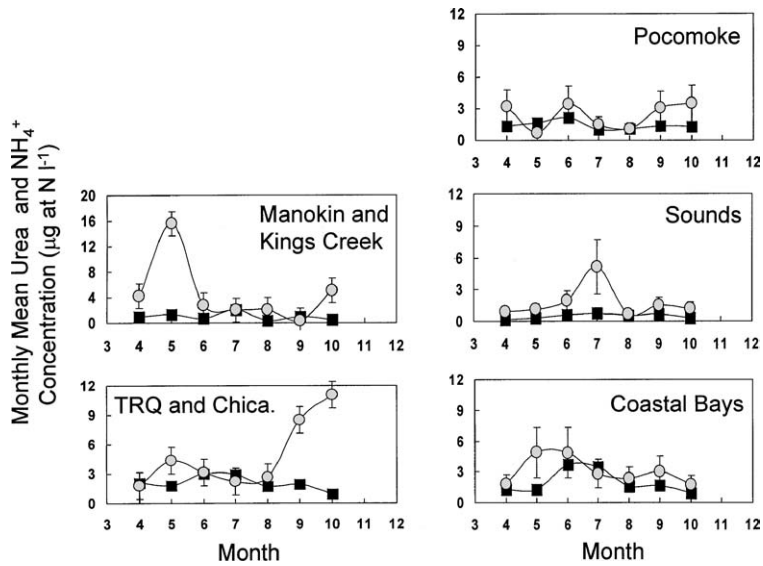 Monthly Mean Urea and NH4+
Concentration (µg at N l-1)
12
9
6
3
0
Pocomoke
3 4 5 6 7 8 9 10 11 12
20
16
12
8
4
0
Manokin and
Kings Creek
3 4 5 6 7 8 9 10 11 12
12
9
6
3
0
Sounds
3 4 5 6 7 8 9 10 11 12
12
9
6
3
0
TRQ and Chica.
3 4 5 6 7 8 9 10 11 12
Month
12
9
6
3
0
Coastal Bays
3 4 5 6 7 8 9 10 11 12
Month